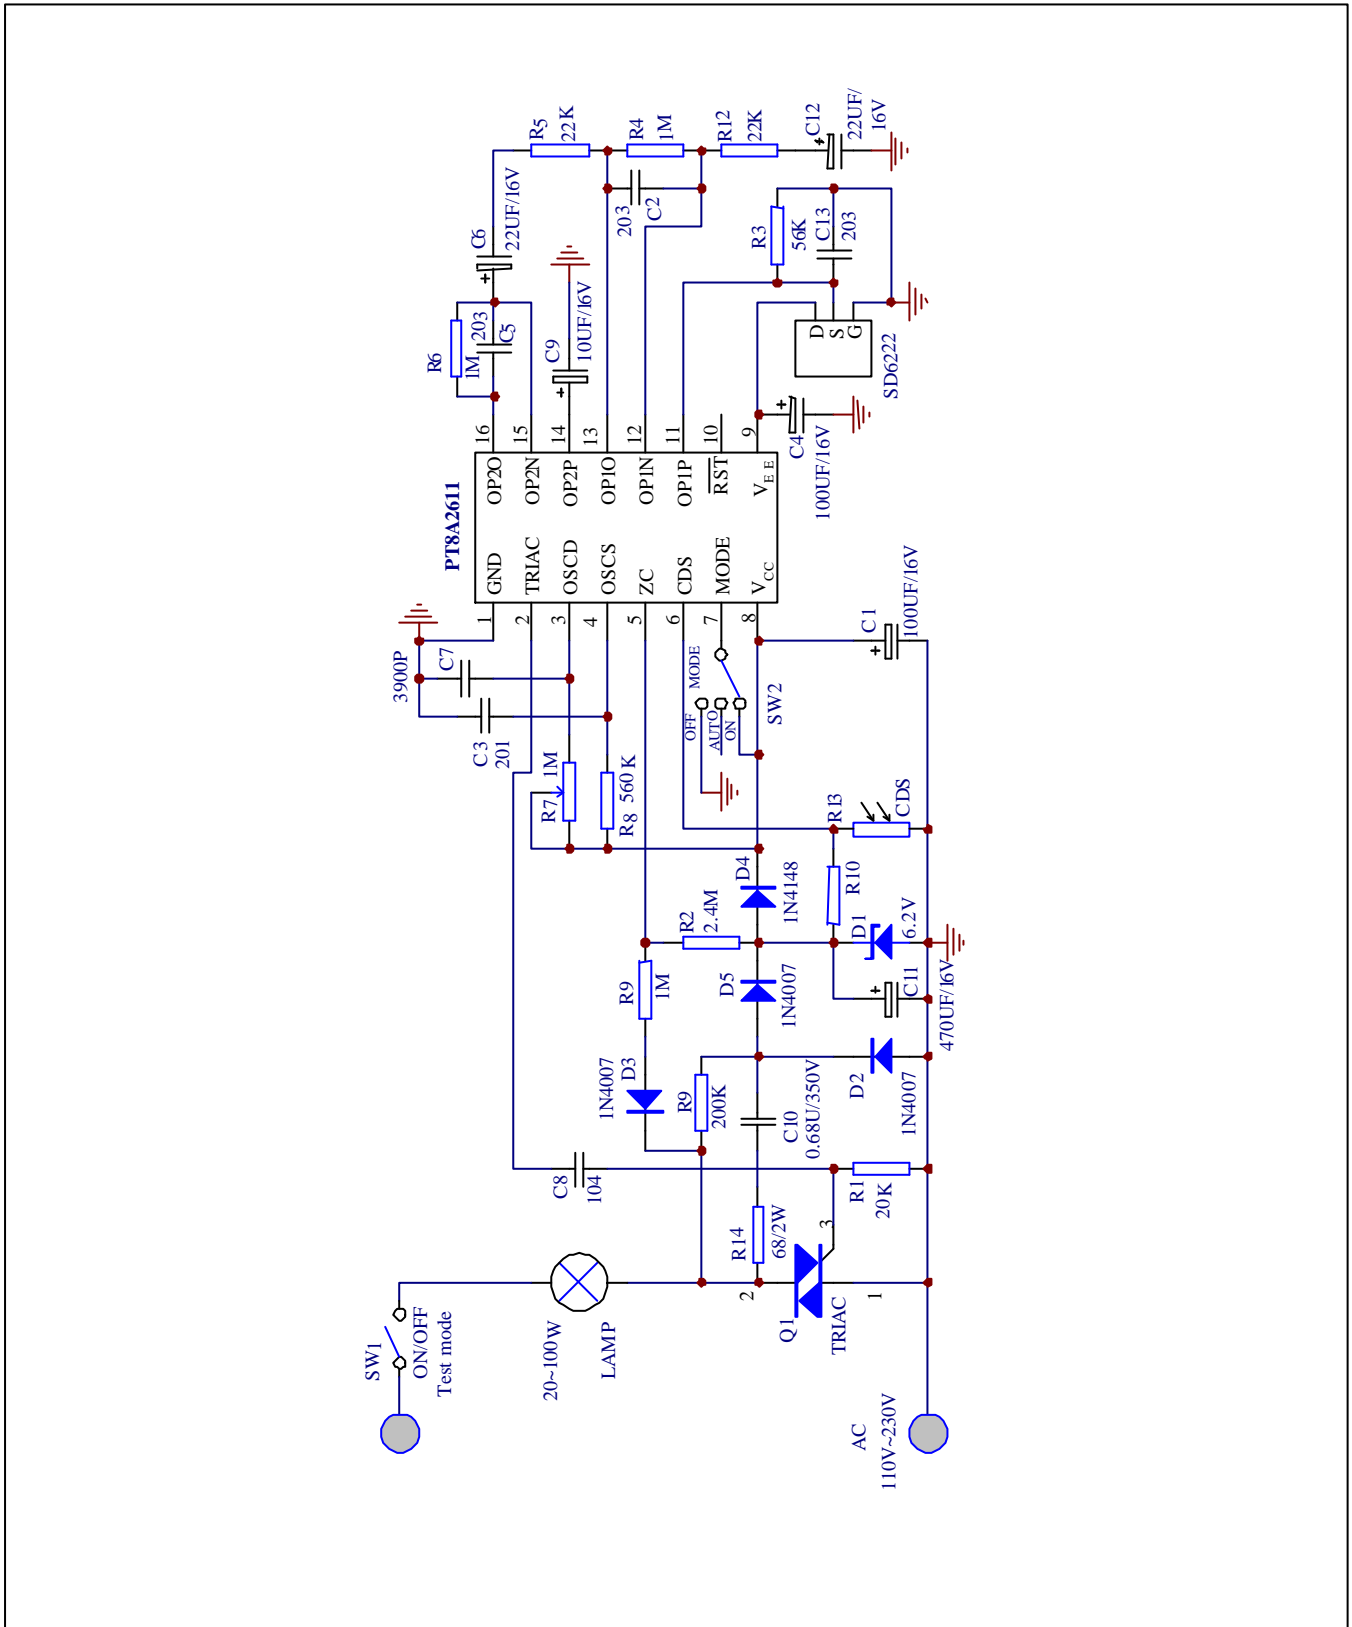 SW1
ON/OFF
Test mode
20~100W
LAMP
AC
110V~230V
Q1
TRIAC
2
3
1
R14
68/2W
R1
20K
C8
104
1N4007
D3
R9
1M
R9
200K
C10
0.68U/350V
D2
1N4007
D5
1N4007
R2
2.4M
D4
1N4148
D1
6.2V
C11
470UF/16V
R10
R13
CDS
R7
1M
R8
560K
C3
201
3900P
C7
OFF
AUTO
ON
MODE
SW2
C1
100UF/16V
PT8A2611
1
2
3
4
5
6
7
8
GND
TRIAC
OSCD
OSCS
ZC
CDS
MODE
VCC
OP2O
OP2N
OP2P
OP1O
OP1N
OP1P
RST
VEE
16
15
14
13
12
11
10
9
R6
1M
203
C5
C6
22UF/16V
C9
10UF/16V
R5
22K
R4
1M
203
C2
R12
22K
C12
22UF/
16V
R3
56K
C13
203
D
S
G
SD6222
C4
100UF/16V